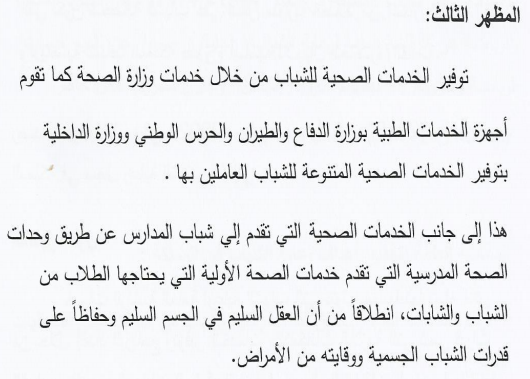 المظهر الثالث:
توفير الخدمات الصحية للشباب من خلال خدمات وزارة الصحة كما تقوم
أجهزة الخدمات الطبية بوزارة الدفاع والطيران والحرس الوطني ووزارة الداخلية
بتوفير الخدمات الصحية المتنوعة للشباب العاملين بها .
هذا إلى جانب الخدمات الصحية التي تقدم إلي شباب المدارس عن طريق وحدات
الصحة المدرسية التي تقدم خدمات الصحة الأولية التي يحتاجها الطلاب من
الشباب والشابات، انطلاقاً من أن العقل السليم في الجسم السليم وحفاظاً على
قدرات الشباب الجسمية ووقايته من الأمراض.